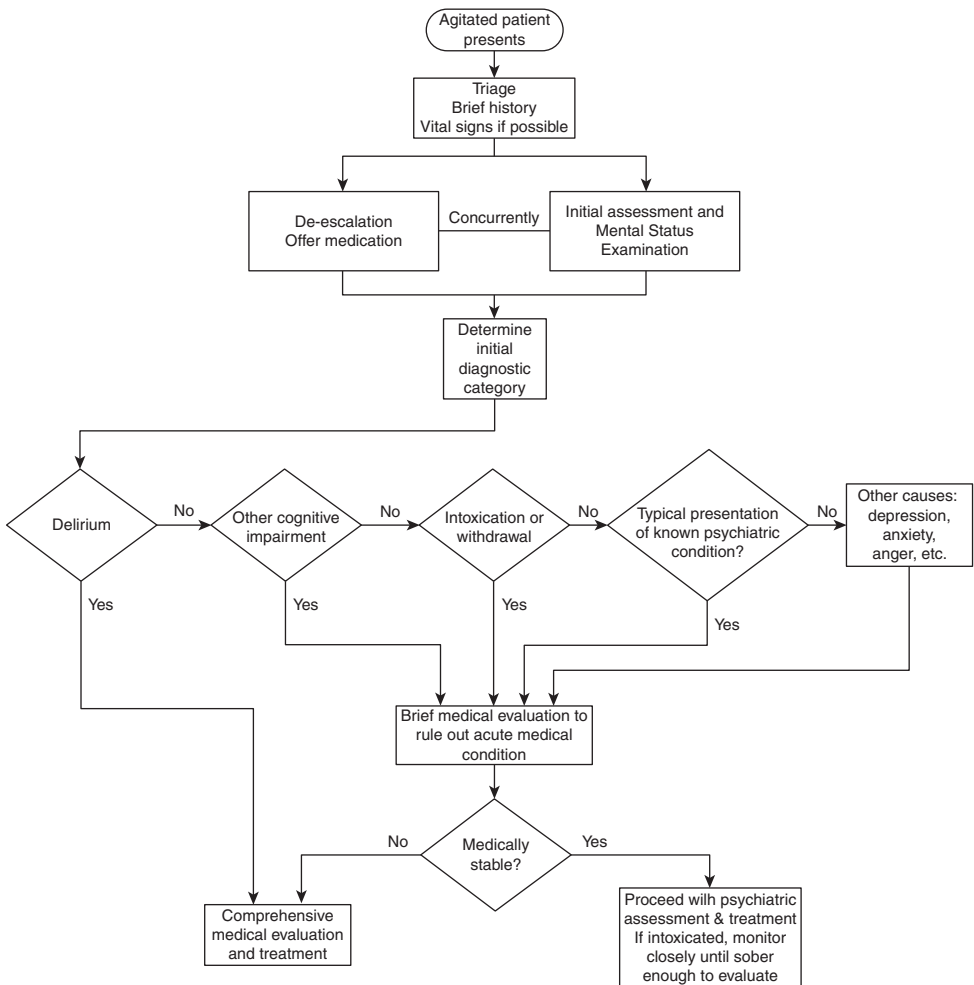 Agitated patient
presents
Triage
Brief history
Vital signs if possible
De-escalation
Offer medication
Concurrently
Initial assessment and
Mental Status
Examination
Determine
initial
diagnostic
category
Delirium
No
Other cognitive
impairment
No
Intoxication or
withdrawal
No
Typical presentation
of known psychiatric
condition?
No
Other causes:
depression,
anxiety,
anger, etc.
Yes
Yes
Yes
Yes
Brief medical evaluation to
rule out acute medical
condition
No
Medically
stable?
Yes
Comprehensive
medical evaluation
and treatment
Proceed wilh psychiatric
assessment & treatment
If intoxicated, monitor
closely until sober
enough to evaluate